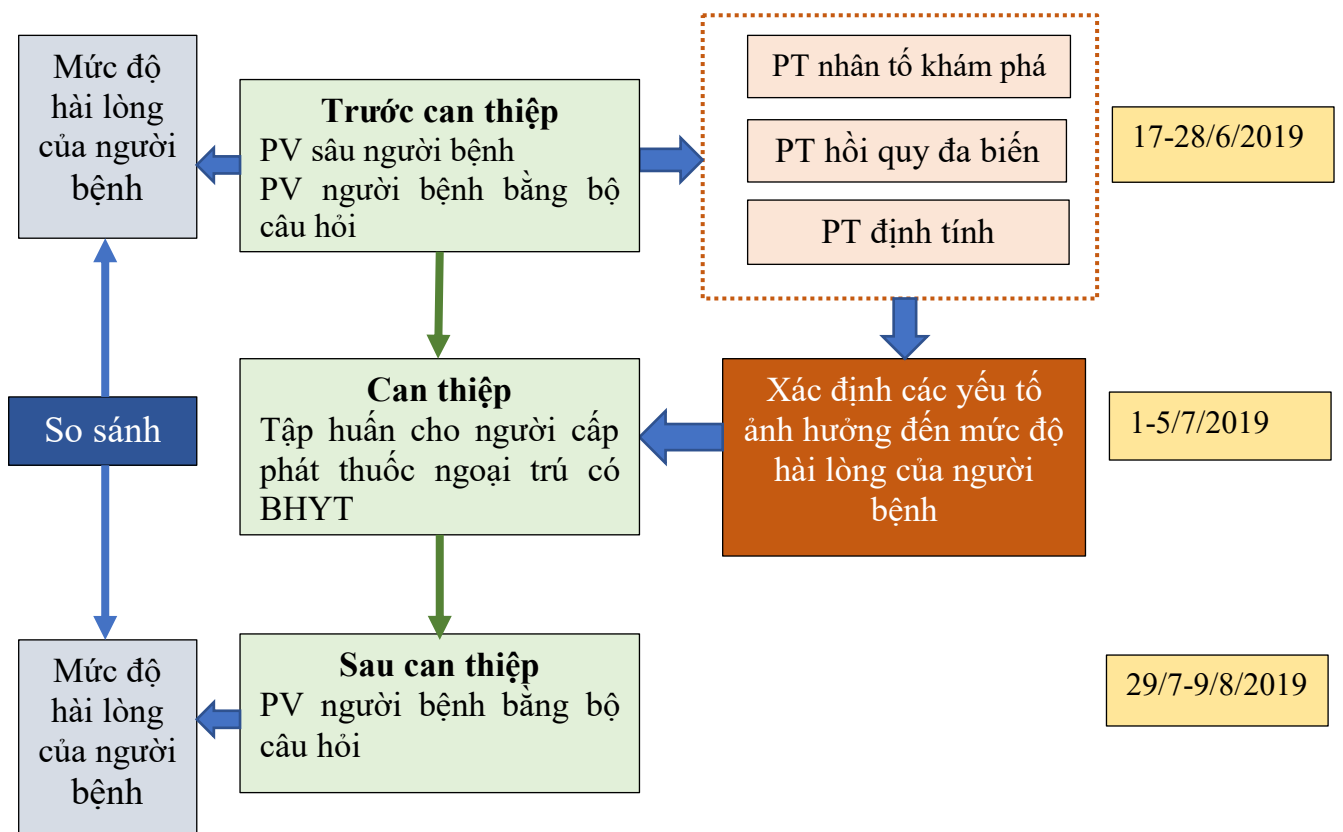 Mức độ
hài lòng
của người
bệnh
Trước can thiệp
PV sâu người bệnh
PV người bệnh bằng bộ
câu hỏi
PT nhân tố khám phá
PT hồi quy đa biến
PT định tính
17-28/6/2019
So sánh
Can thiệp
Tập huấn cho người cấp
phát thuốc ngoại trú có
BHYT
Xác định các yếu tố
ảnh hưởng đến mức độ
hài lòng của người
bệnh
1-5/7/2019
Mức độ
hài lòng
của người
bệnh
Sau can thiệp
PV người bệnh bằng bộ
câu hỏi
29/7-9/8/2019